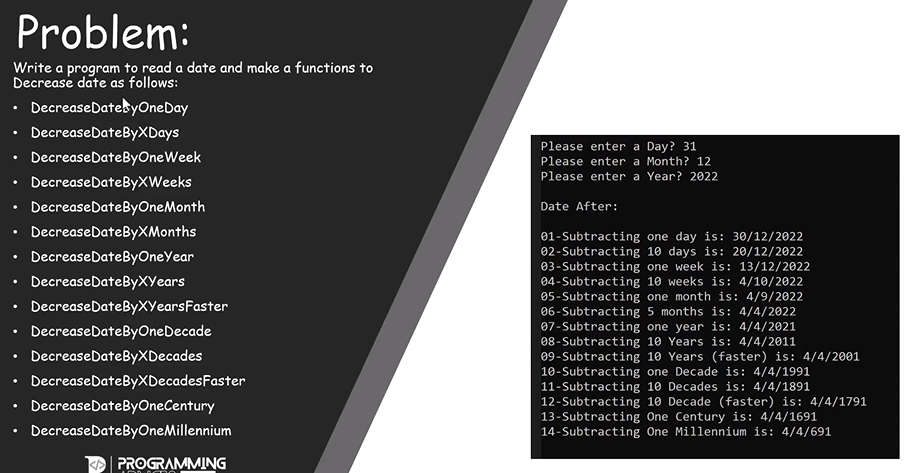 Problem:
Write a program to read a date and make a functions to
Decrease date as follows:
• DecreaseDateByOneDay
• DecreaseDateByXDays
• DecreaseDateByOneWeek
• DecreaseDateByXWeeks
• DecreaseDateByOneMonth
• DecreaseDateByXMonths
• DecreaseDateByOneYear
• DecreaseDateByXYears
• DecreaseDateByXYearsFaster
• DecreaseDateByOneDecade
• DecreaseDateByXDecades
• DecreaseDateByXDecadesFaster
• DecreaseDateByOneCentury
• DecreaseDateByOneMillennium
PROGRAMMING
Please enter a Day? 31
Please enter a Month? 12
Please enter a Year? 2022
Date After:
01-Subtracting one day is: 30/12/2022
02-Subtracting 10 days is: 20/12/2022
03-Subtracting one week is: 13/12/2022
04-Subtracting 10 weeks is: 4/10/2022
05-Subtracting one month is: 4/9/2022
06-Subtracting 5 months is: 4/4/2022
07-Subtracting one year is: 4/4/2021
08-Subtracting 10 Years is: 4/4/2011
09-Subtracting 10 Years (faster) is: 4/4/2001
10-Subtracting one Decade is: 4/4/1991
11-Subtracting 10 Decades is: 4/4/1891
12-Subtracting 10 Decade (faster) is: 4/4/1791
13-Subtracting One Century is: 4/4/1691
14-Subtracting One Millennium is: 4/4/691